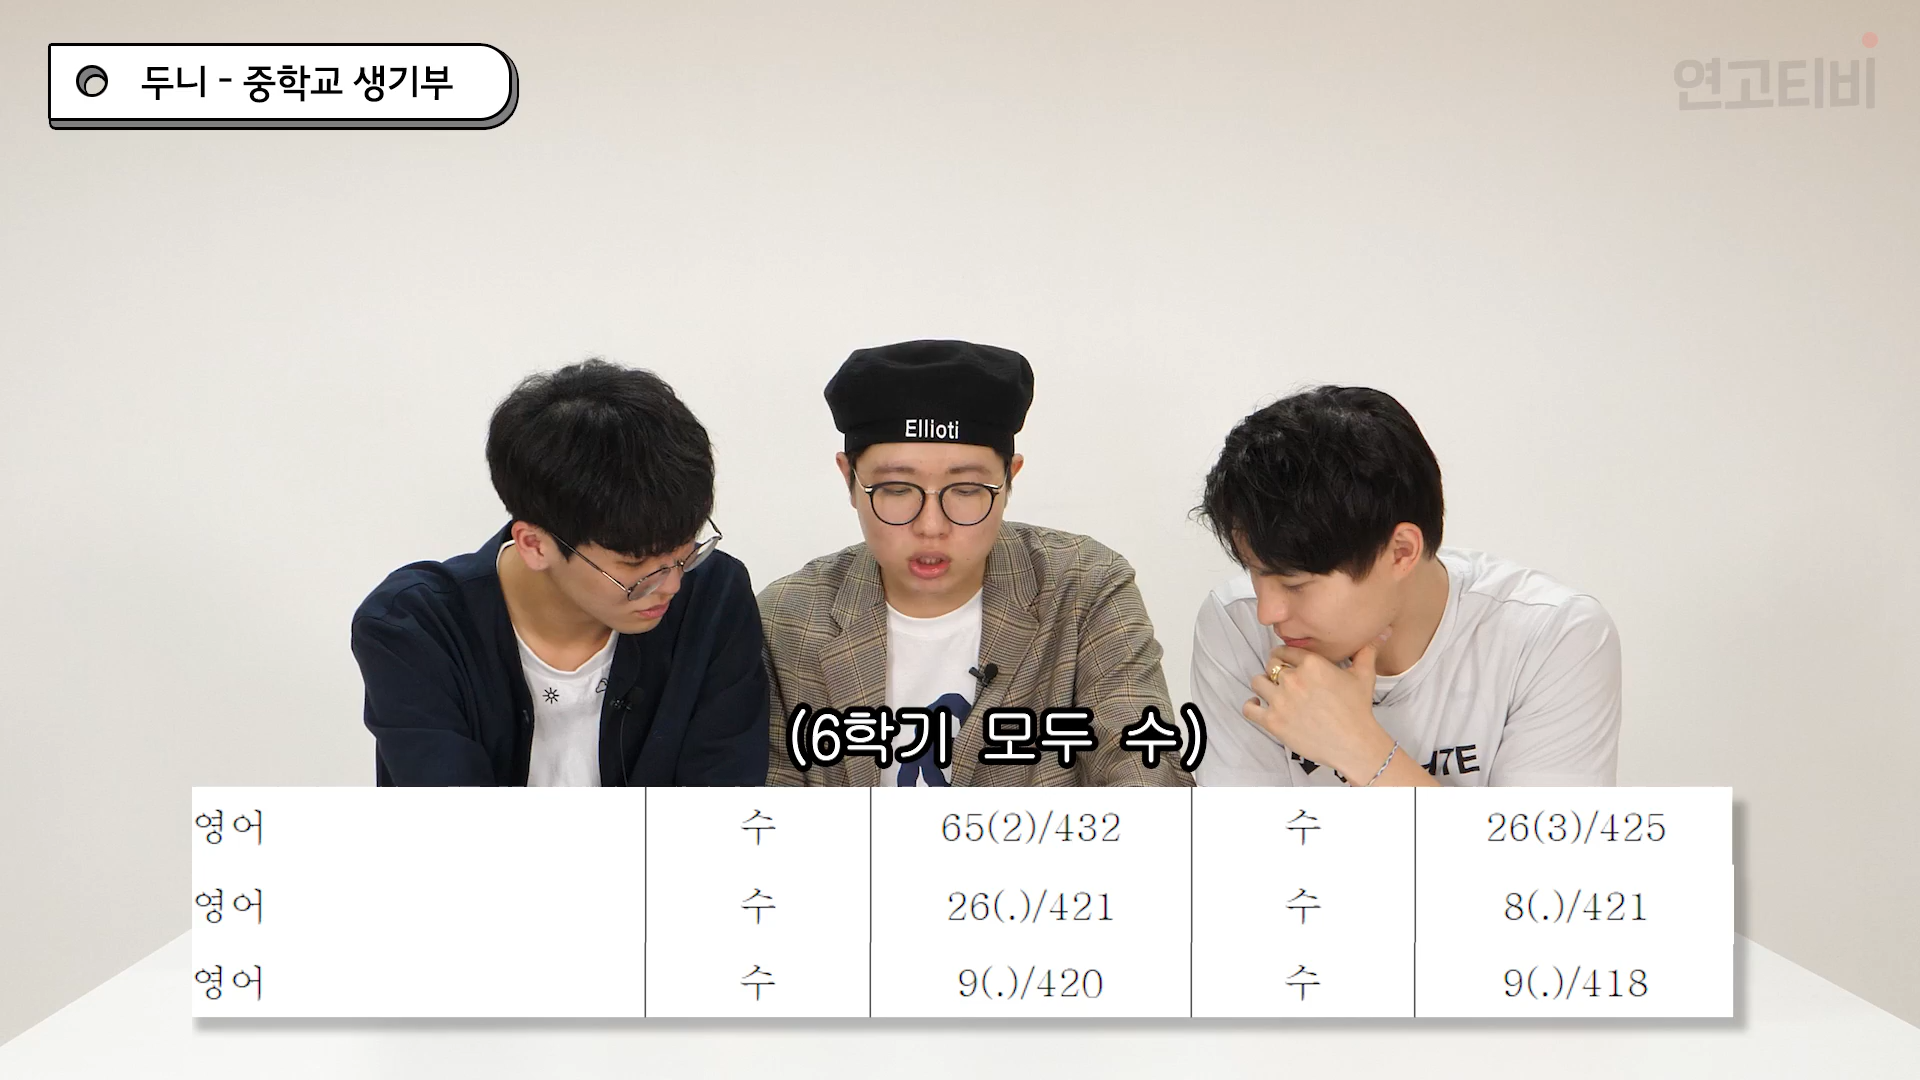 두니 - 중학교 생기부
연고티비
Ellioti
(6학기 모두 수)
영어 수 65(2)/432 수 26(3)/425
영어 수 26(.)/421 수 8(.)/421
영어 수 9(.)/420 수 9(.)/418